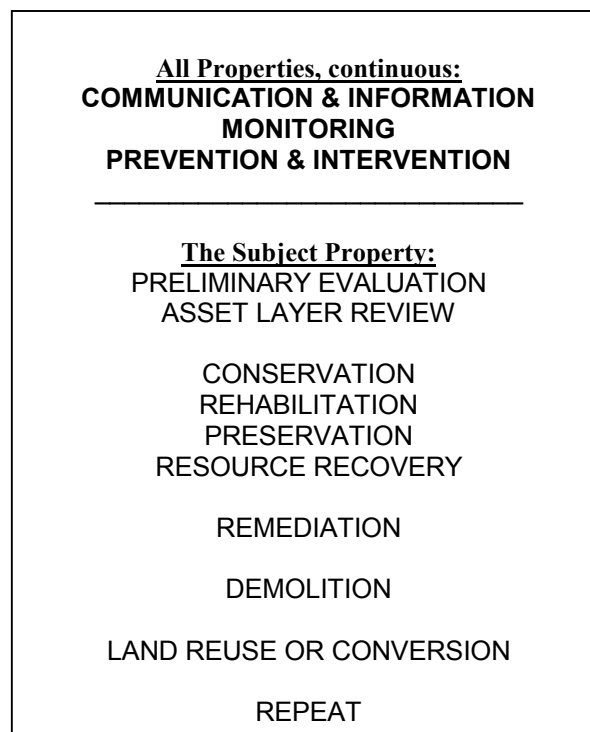 All Properties, continuous:
COMMUNICATION & INFORMATION
MONITORING
PREVENTION & INTERVENTION
The Subject Property:
PRELIMINARY EVALUATION
ASSET LAYER REVIEW
CONSERVATION
REHABILITATION
PRESERVATION
RESOURCE RECOVERY
REMEDIATION
DEMOLITION
LAND REUSE OR CONVERSION
REPEAT